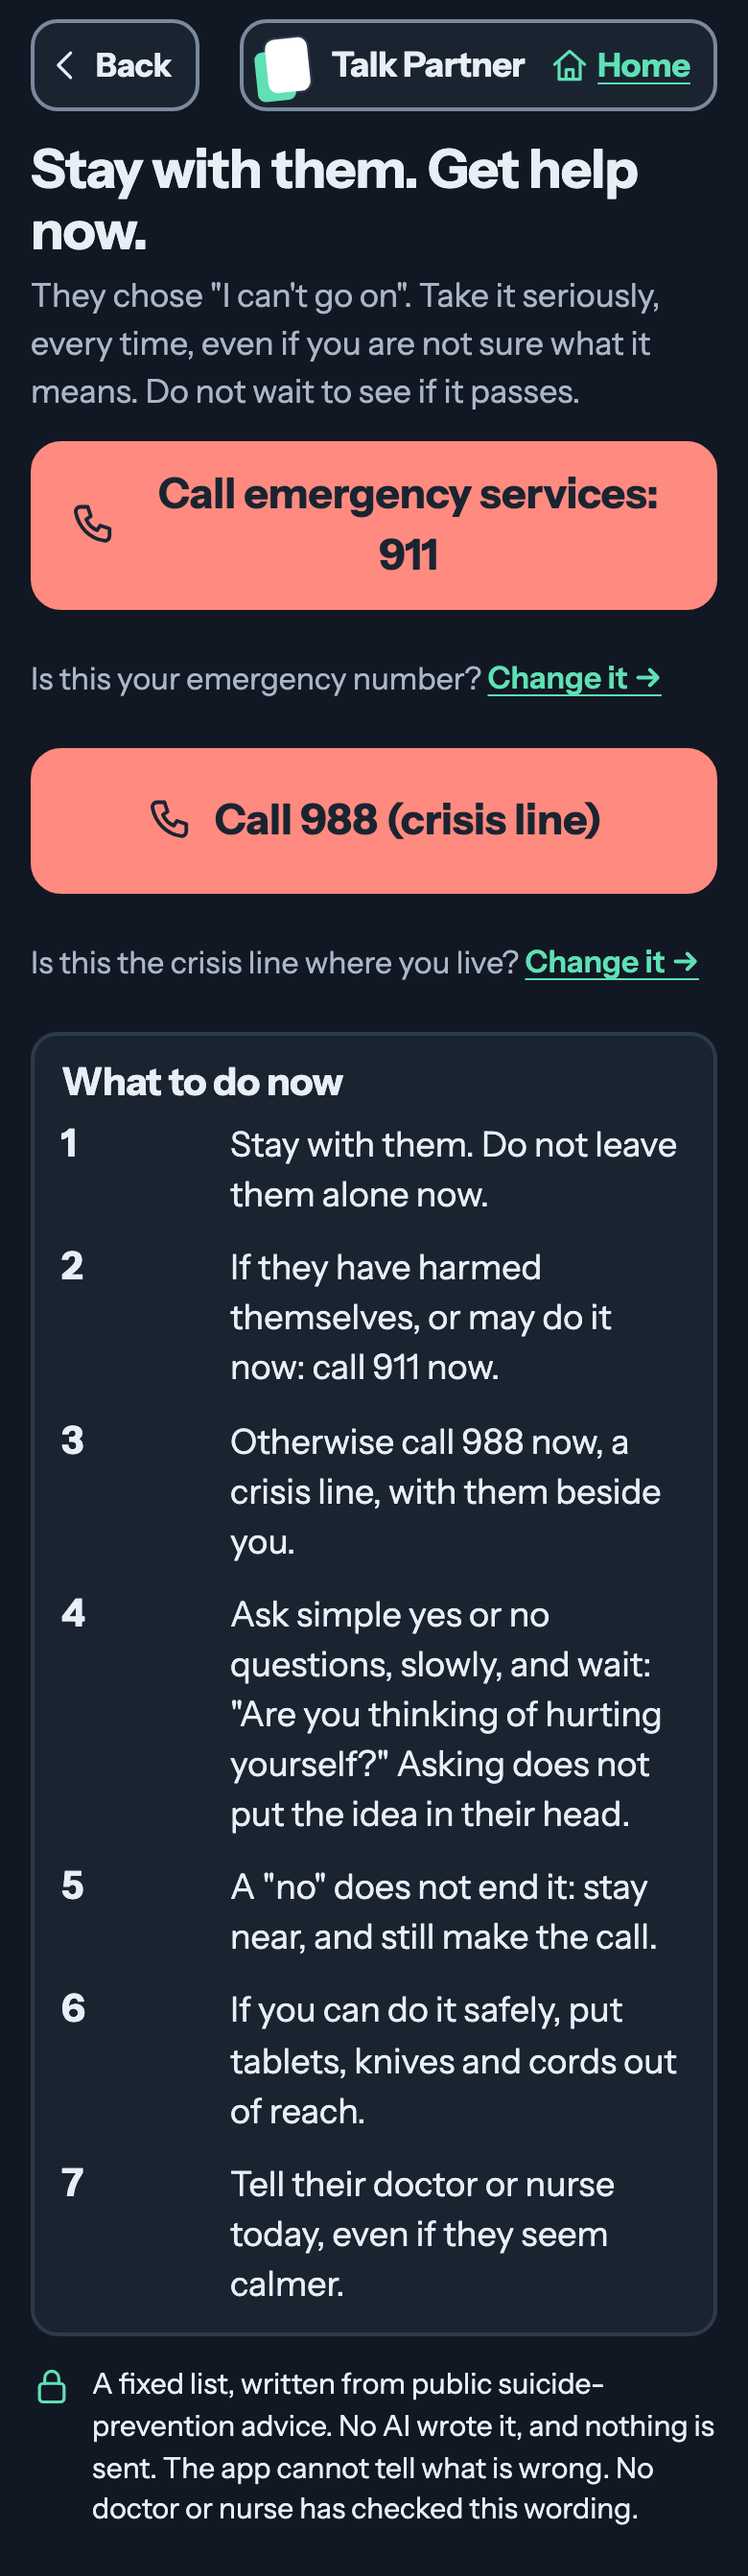 Back
Talk Partner
Home
Stay with them. Get help
now.
They chose "I can't go on". Take it seriously,
every time, even if you are not sure what it
means. Do not wait to see if it passes.
Call emergency services:
911
Is this your emergency number? Change it →
Call 988 (crisis line)
Is this the crisis line where you live? Change it →
What to do now
1 Stay with them. Do not leave
them alone now.
2 If they have harmed
themselves, or may do it
now: call 911 now.
3 Otherwise call 988 now, a
crisis line, with them beside
you.
4 Ask simple yes or no
questions, slowly, and wait:
"Are you thinking of hurting
yourself?" Asking does not
put the idea in their head.
5 A "no" does not end it: stay
near, and still make the call.
6 If you can do it safely, put
tablets, knives and cords out
of reach.
7 Tell their doctor or nurse
today, even if they seem
calmer.
A fixed list, written from public suicide-
prevention advice. No AI wrote it, and nothing is
sent. The app cannot tell what is wrong. No
doctor or nurse has checked this wording.